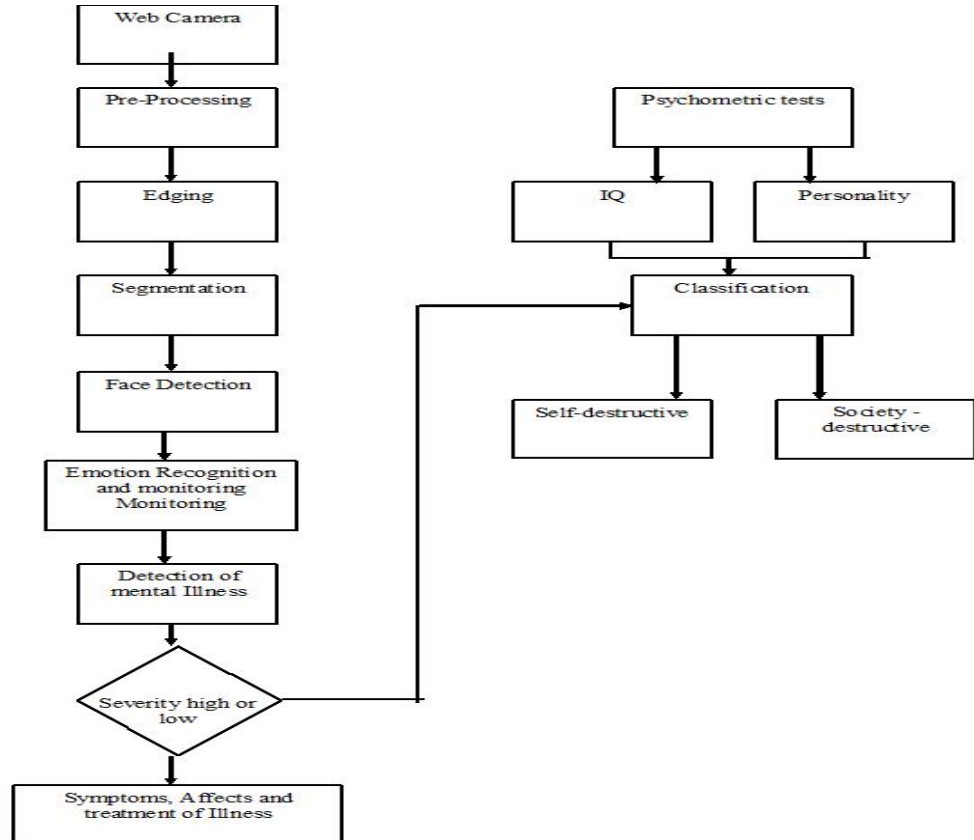 Web Camera
Pre-Processing
Edging
Segmentation
Face Detection
Emotion Recognition
and monitoring
Monitoring
Detection of
mental Illness
Severity high or
low
Symptoms, Affects and
treatment of Illness
Psychometric tests
IQ
Personality
Classification
Self-destructive
Society -
destructive